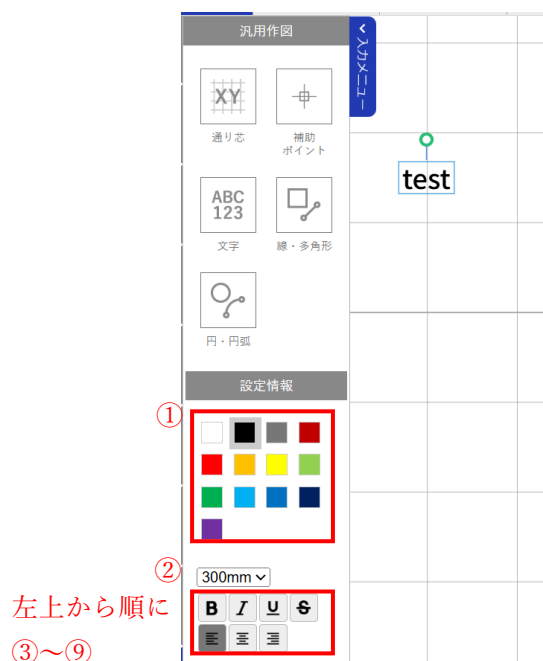 汎用作図
入力メニュー
XY
通り芯
補助
ポイント
test
ABC
123
文字
線・多角形
円・円弧
設定情報
①
②
300mm
左上から順に
③〜⑨
B I U S